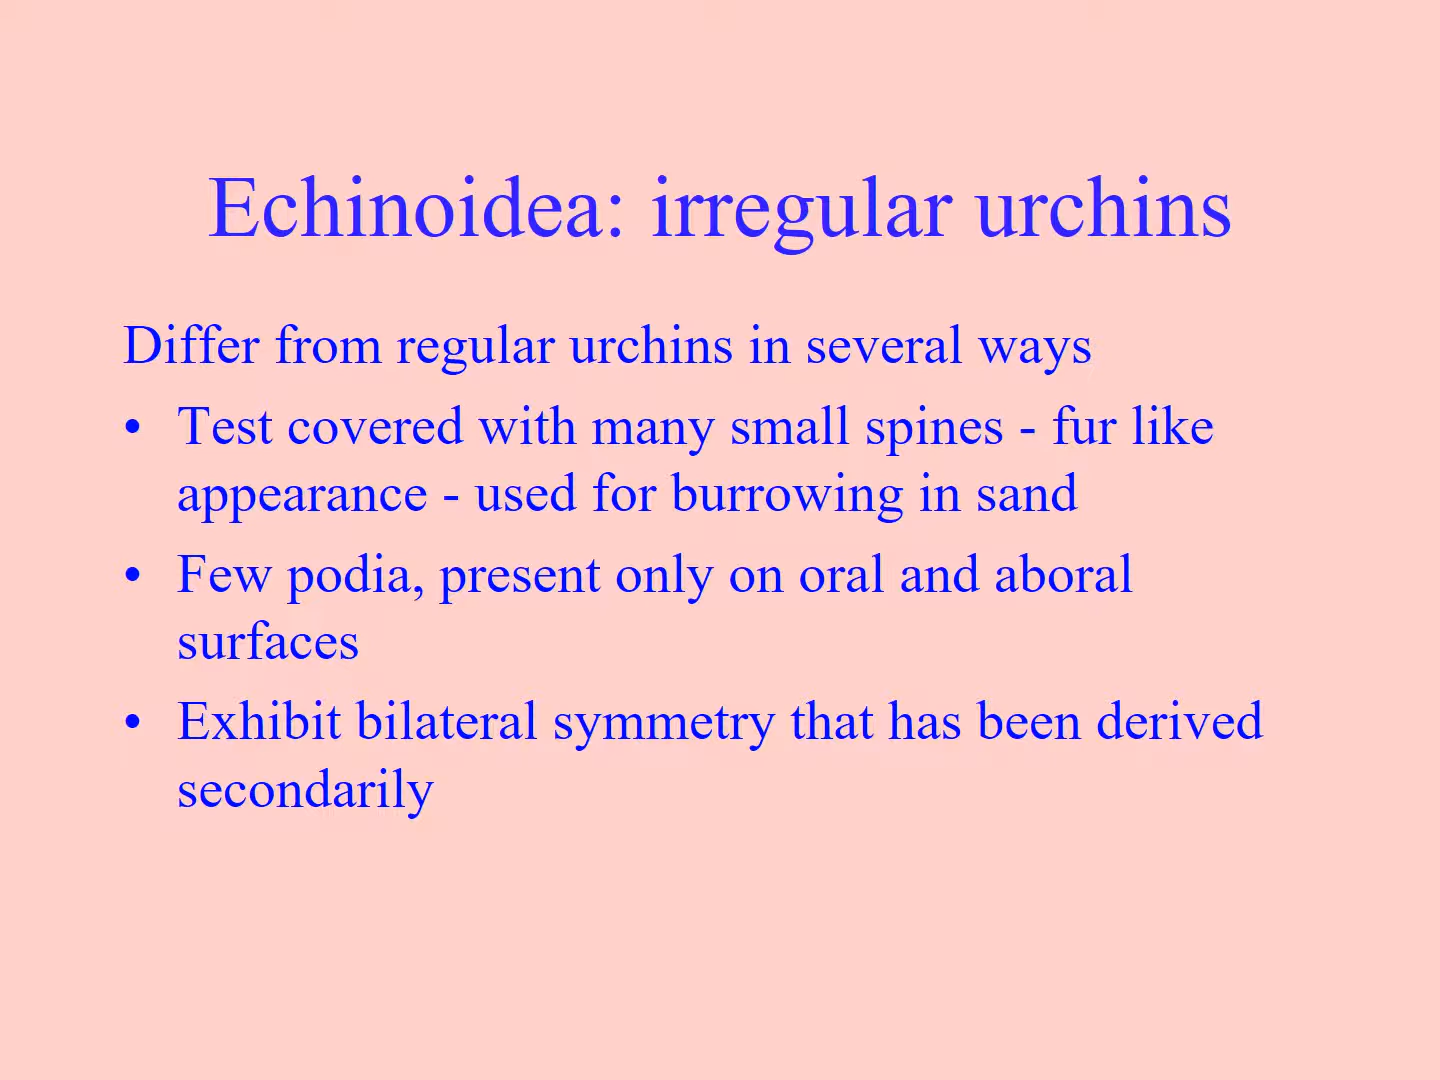 Echinoidea: irregular urchins
Differ from regular urchins in several ways
• Test covered with many small spines - fur like
appearance - used for burrowing in sand
• Few podia, present only on oral and aboral
surfaces
• Exhibit bilateral symmetry that has been derived
secondarily